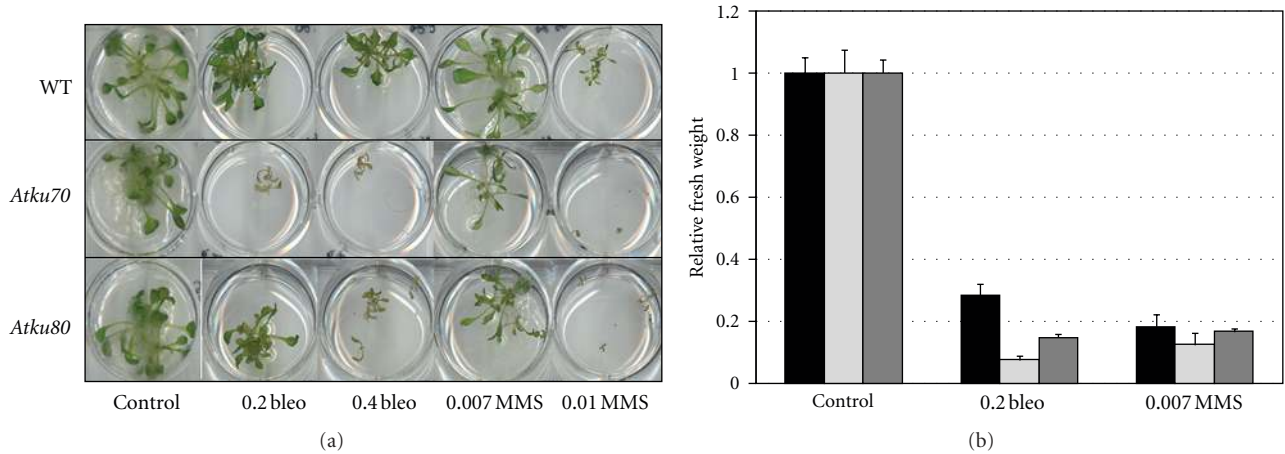 WT
Atku70
Atku80
Control
0.2 bleo
0.4 bleo
0.007 MMS
0.01 MMS
(a)
Relative fresh weight
1.2
1
0.8
0.6
0.4
0.2
0
Control
0.2 bleo
0.007 MMS
(b)